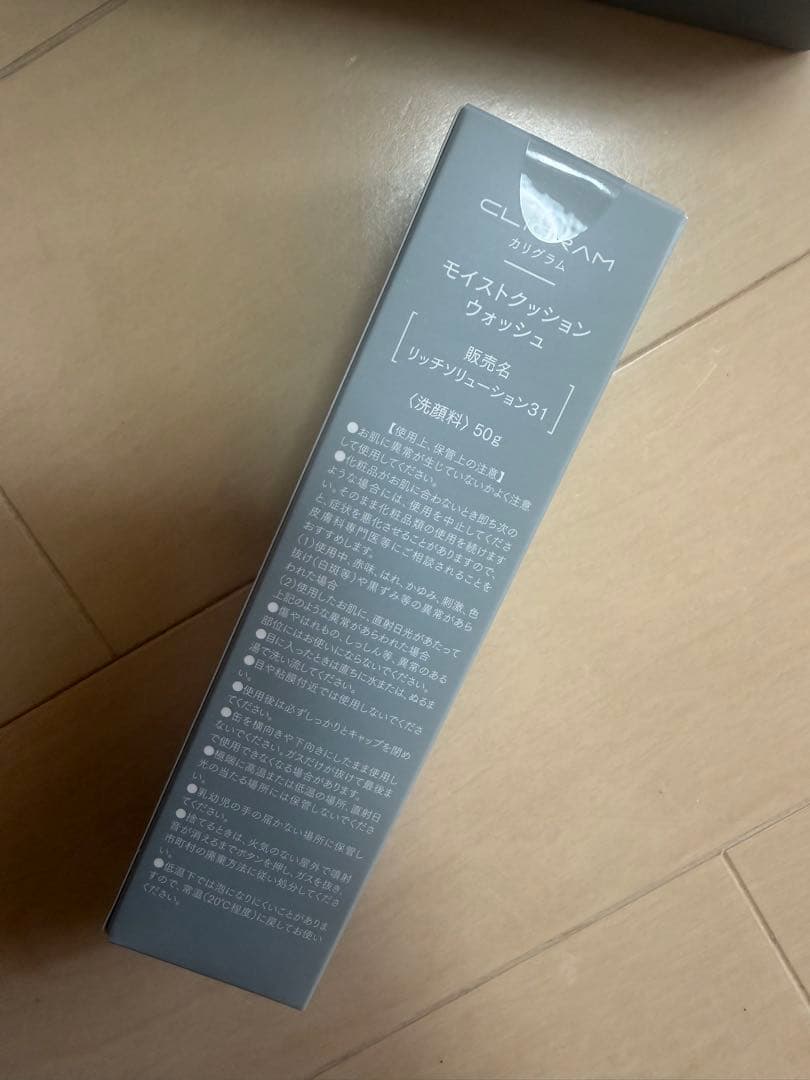 カリグラム
モイストクッション
ウォッシュ
販売名
リッチソリューション31
〈洗顔料〉50g
【使用上、保管上の注意】
●お肌に異常が生じていないかよく注意
して使用してください。
●化粧品がお肌に合わないとき即ち次の
ような場合には、使用を中止してくださ
い。そのまま化粧品類の使用を続けます
と、症状を悪化させることがありますので、
皮膚科専門医等にご相談されることを
おすすめします。
(1)使用中、赤味、はれ、かゆみ、刺激、色
抜け(白斑等)や黒ずみ等の異常があら
われた場合
(2)使用したお肌に、直射日光があたって
上記のような異常があらわれた場合
●傷やはれもの、しっしん等、異常のある
部位にはお使いにならないでください。
●目に入ったときは直ちに水または、ぬるま
湯で洗い流してください。
●目や粘膜付近では使用しないでくださ
い。
●使用後は必ずしっかりとキャップを閉め
てください。
●缶を横向きや下向きにしたまま使用し
ないでください。ガスだけが抜けて最後ま
で使用できなくなる場合があります。
●極端に高温または低温の場所、直射日
光の当たる場所には保管しないでくださ
い。
●乳幼児の手の届かない場所に保管し
てください。
●捨てるときは、火気のない屋外で噴射
音が消えるまでボタンを押し、ガスを抜き、
市町村の廃棄方法に従い処分してくださ
い。
●低温下では泡になりにくいことがありま
すので、常温(20℃程度)に戻してお使い
ください。